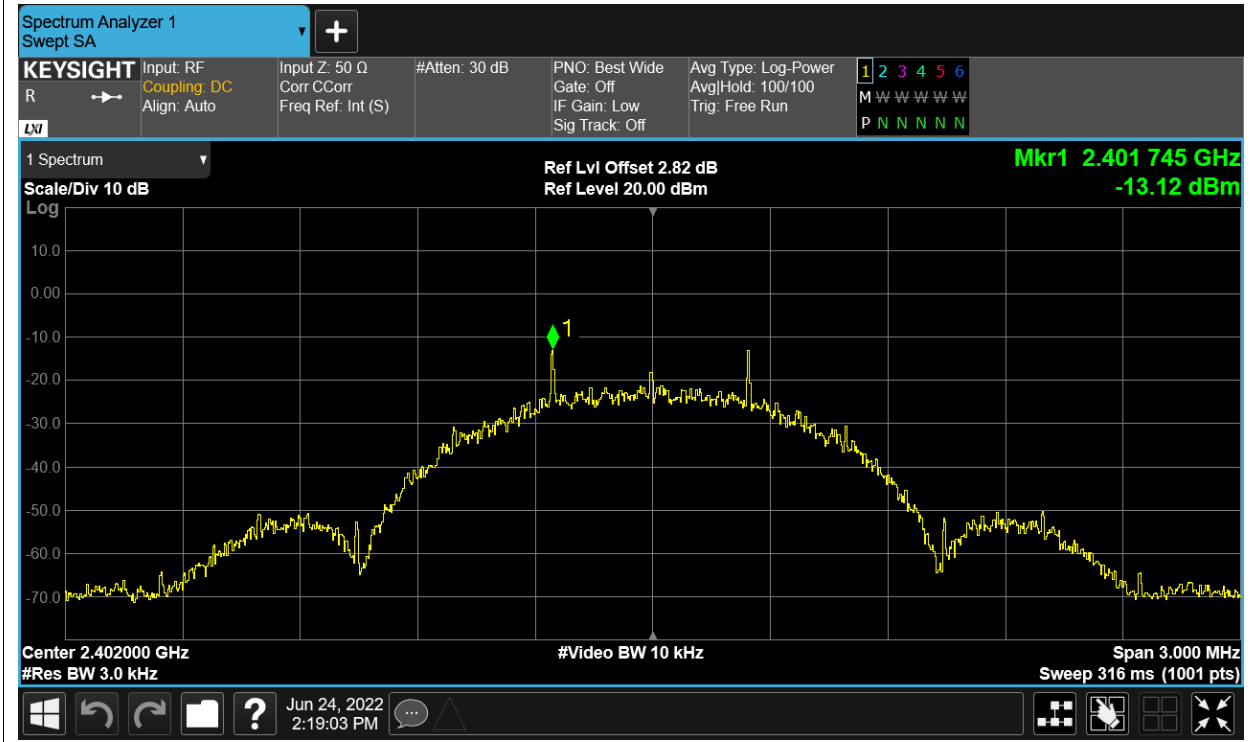 Spectrum Analyzer 1
Swept SA
+
KEYSIGHT
R
LXI
Input: RF
Coupling: DC
Align: Auto
Input Z: 50 Ω
Corr CCorr
Freq Ref: Int (S)
#Atten: 30 dB
PNO: Best Wide
Gate: Off
IF Gain: Low
Sig Track: Off
Avg Type: Log-Power
Avg|Hold: 100/100
Trig: Free Run
1 2 3 4 5 6
M W W W W W
P N N N N N
1 Spectrum
Scale/Div 10 dB
Log
Ref Lvl Offset 2.82 dB
Ref Level 20.00 dBm
Mkr1 2.401 745 GHz
-13.12 dBm
10.0
0.00
-10.0
-20.0
-30.0
-40.0
-50.0
-60.0
-70.0
1
Center 2.402000 GHz
#Res BW 3.0 kHz
#Video BW 10 kHz
Span 3.000 MHz
Sweep 316 ms (1001 pts)
?
Jun 24, 2022
2:19:03 PM